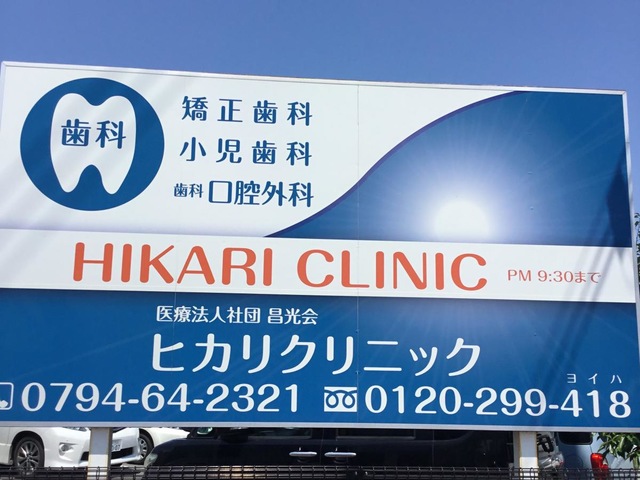 歯科
矯正歯科
小児歯科
歯科 口腔外科
HIKARI CLINIC PM 9:30まで
医療法人社団 昌光会
ヒカリクリニック
ヨイハ
0794-64-2321 0120-299-418